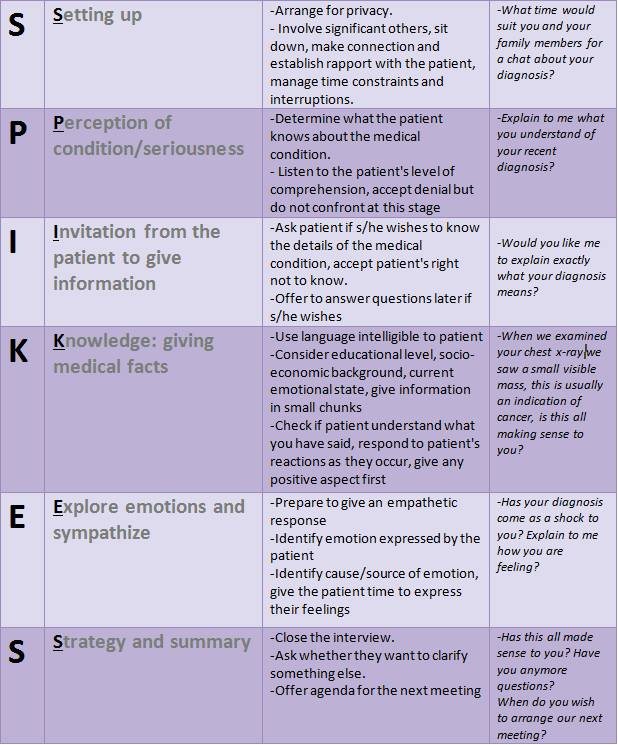 S
Setting up
-Arrange for privacy.
- Involve significant others, sit
down, make connection and
establish rapport with the patient,
manage time constraints and
interruptions.
-What time would
suit you and your
family members for
a chat about your
diagnosis?
P
Perception of
condition/seriousness
-Determine what the patient
knows about the medical
condition.
- Listen to the patient's level of
comprehension, accept denial but
do not confront at this stage
-Explain to me what
you understand of
your recent
diagnosis?
I
Invitation from the
patient to give
information
-Ask patient if s/he wishes to know
the details of the medical
condition, accept patient's right
not to know.
-Offer to answer questions later if
s/he wishes
-Would you like me
to explain exactly
what your diagnosis
means?
K
Knowledge: giving
medical facts
-Use language intelligible to patient
-Consider educational level, socio-
economic background, current
emotional state, give information
in small chunks
-Check if patient understand what
you have said, respond to patient's
reactions as they occur, give any
positive aspect first
-When we examined
your chest x-ray we
saw a small visible
mass, this is usually
an indication of
cancer, is this all
making sense to
you?
E
Explore emotions and
sympathize
-Prepare to give an empathetic
response
-Identify emotion expressed by the
patient
-Identify cause/source of emotion,
give the patient time to express
their feelings
-Has your diagnosis
come as a shock to
you? Explain to me
how you are
feeling?
S
Strategy and summary
-Close the interview.
-Ask whether they want to clarify
something else.
-Offer agenda for the next meeting
-Has this all made
sense to you? Have
you anymore
questions?
When do you wish
to arrange our next
meeting?